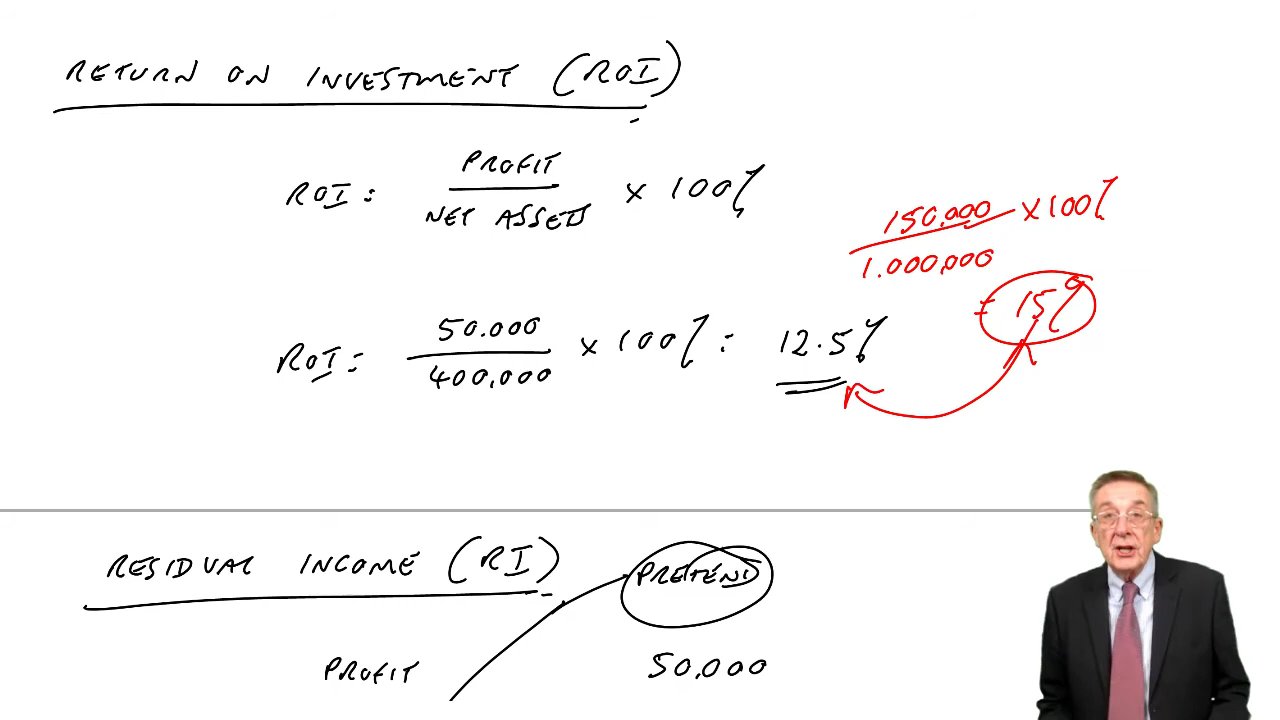 RETURN ON INVESTMENT (ROI)
ROI: PROFIT
NET ASSETS × 100%
150,000 × 100%
1.000,000
= 15%
ROI: 50.000
400,000 × 100% : 12.5%
RESIDUAL INCOME (RI)
PRETEND
PROFIT 50,000